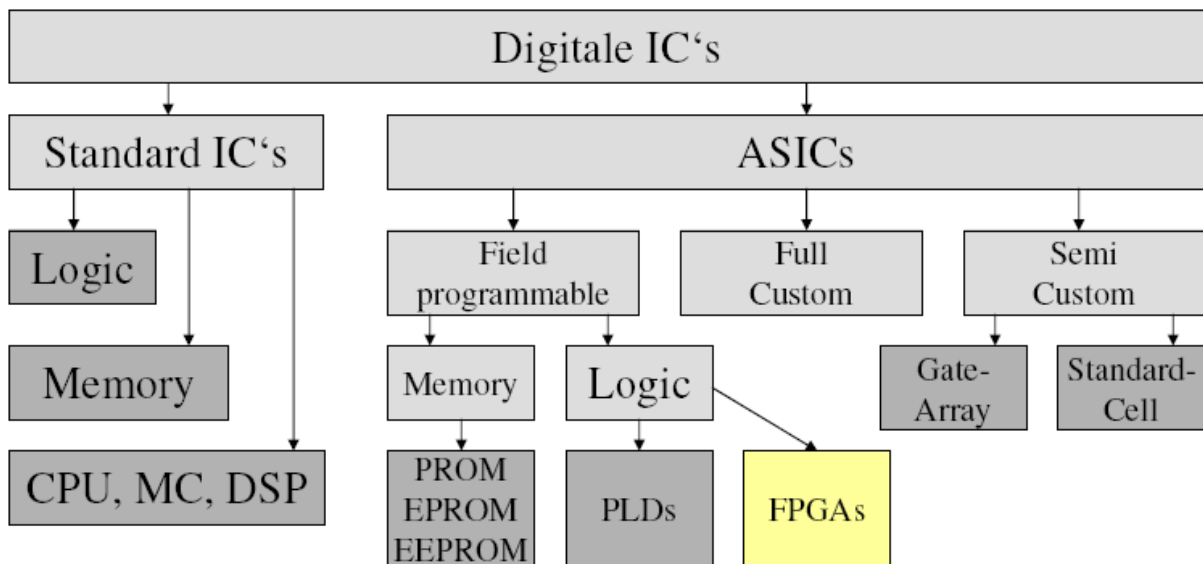 Digitale IC‘s
Standard IC‘s
ASICs
Logic
Field
programmable
Full
Custom
Semi
Custom
Memory
Memory
Logic
Gate-
Array
Standard-
Cell
CPU, MC, DSP
PROM
EPROM
EEPROM
PLDs
FPGAs